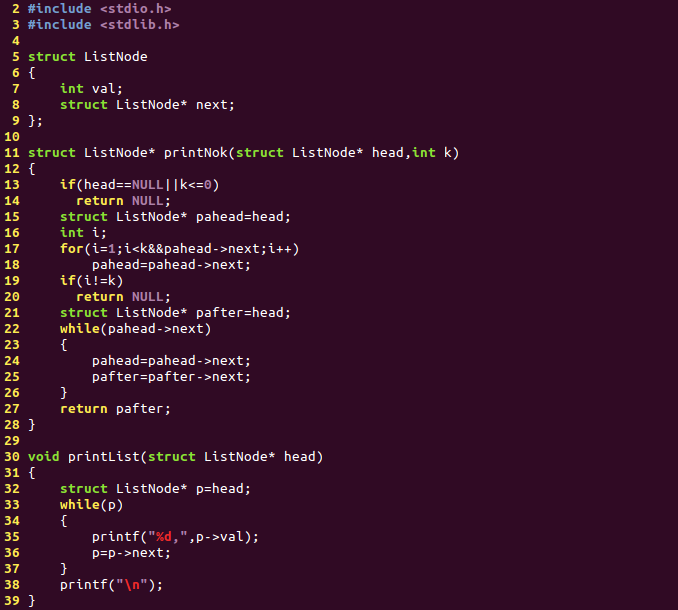 2 #include <stdio.h>
3 #include <stdlib.h>
4
5 struct ListNode
6 {
7     int val;
8     struct ListNode* next;
9 };
10
11 struct ListNode* printNok(struct ListNode* head,int k)
12 {
13     if(head==NULL||k<=0)
14       return NULL;
15     struct ListNode* pahead=head;
16     int i;
17     for(i=1;i<k&&pahead->next;i++)
18         pahead=pahead->next;
19     if(i!=k)
20       return NULL;
21     struct ListNode* pafter=head;
22     while(pahead->next)
23     {
24         pahead=pahead->next;
25         pafter=pafter->next;
26     }
27     return pafter;
28 }
29
30 void printList(struct ListNode* head)
31 {
32     struct ListNode* p=head;
33     while(p)
34     {
35         printf("%d,",p->val);
36         p=p->next;
37     }
38     printf("\n");
39 }